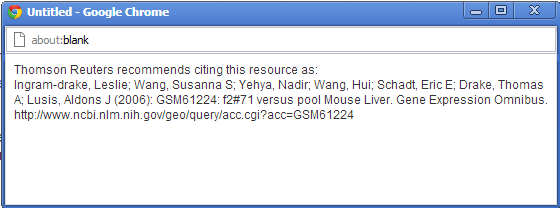 Untitled - Google Chrome
about:blank
Thomson Reuters recommends citing this resource as:
Ingram-drake, Leslie; Wang, Susanna S; Yehya, Nadir; Wang, Hui; Schadt, Eric E; Drake, Thomas
A; Lusis, Aldons J (2006): GSM61224: f2#71 versus pool Mouse Liver. Gene Expression Omnibus.
http://www.ncbi.nlm.nih.gov/geo/query/acc.cgi?acc=GSM61224